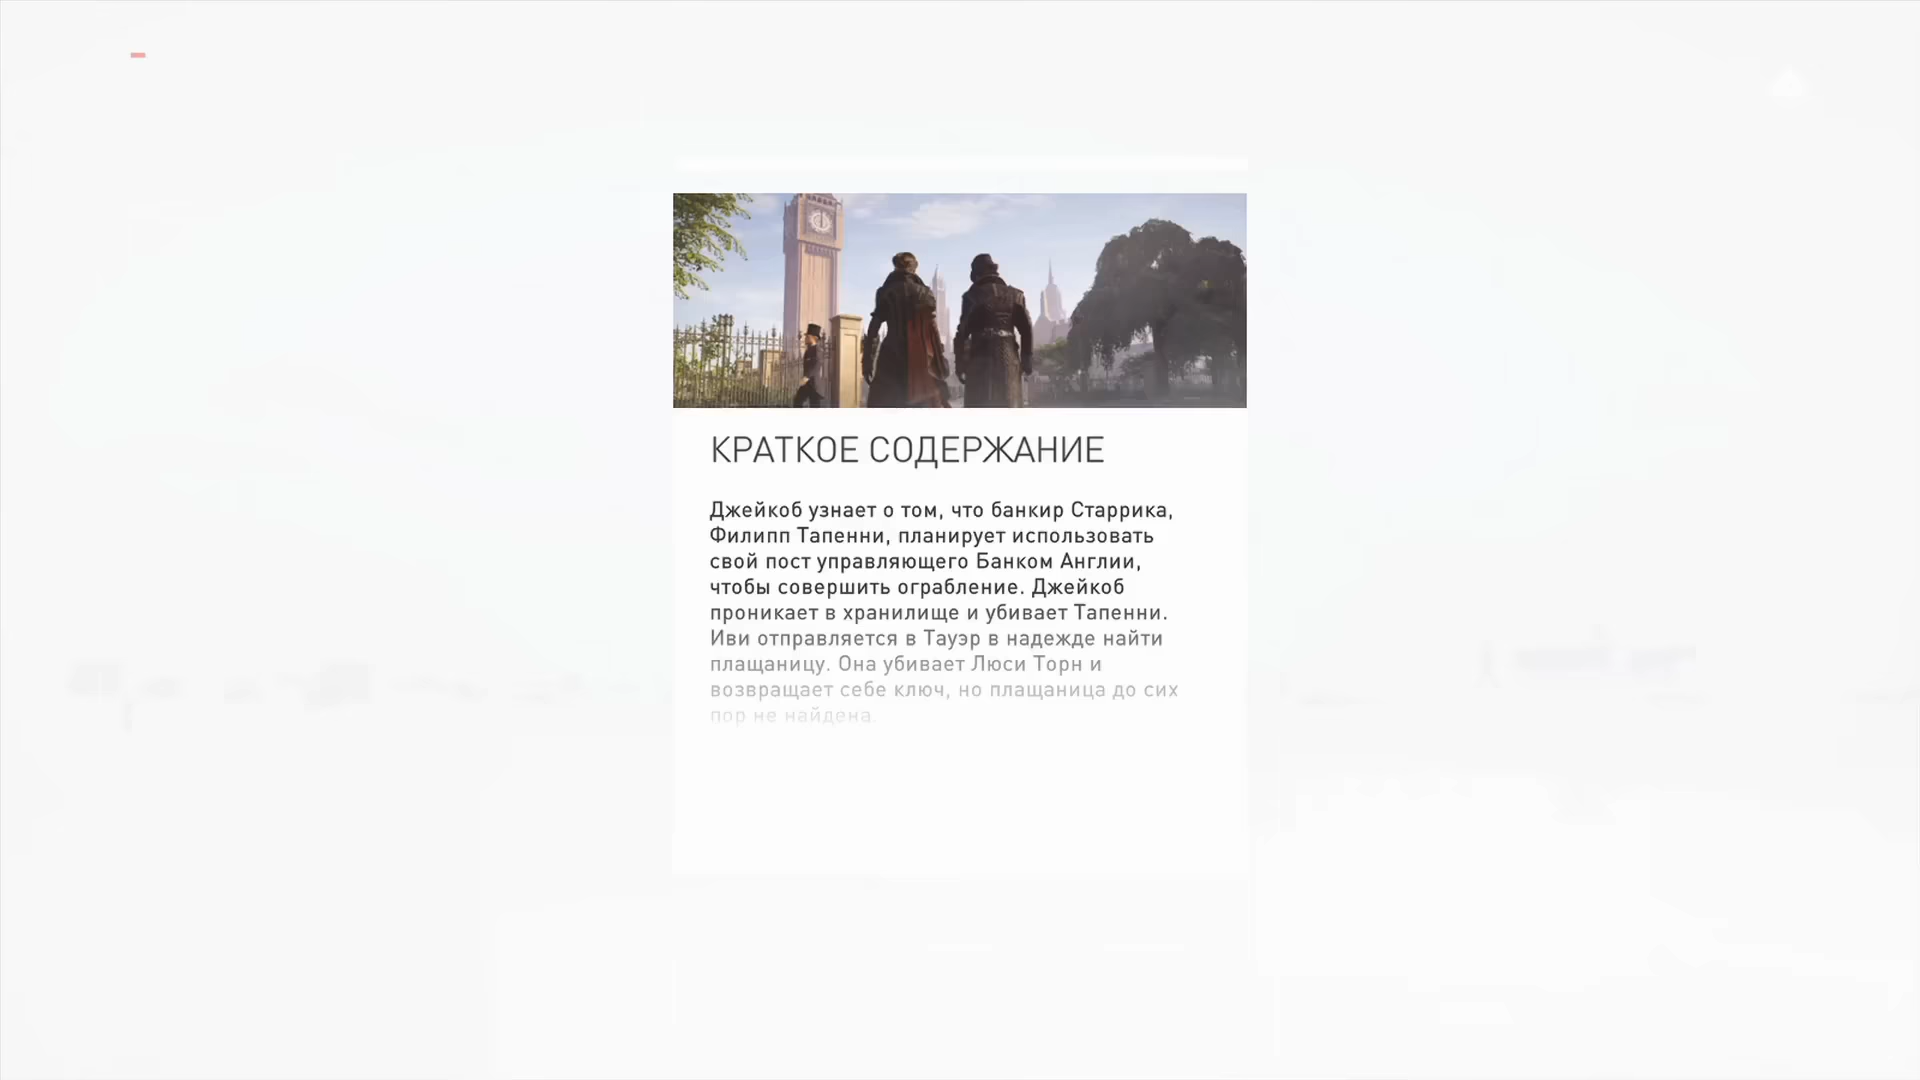 КРАТКОЕ СОДЕРЖАНИЕ
Джейкоб узнает о том, что банкир Старрика,
Филипп Тапенни, планирует использовать
свой пост управляющего Банком Англии,
чтобы совершить ограбление. Джейкоб
проникает в хранилище и убивает Тапенни.
Иви отправляется в Тауэр в надежде найти
плащаницу. Она убивает Люси Торн и
возвращает себе ключ, но плащаница до сих
пор не найдена.